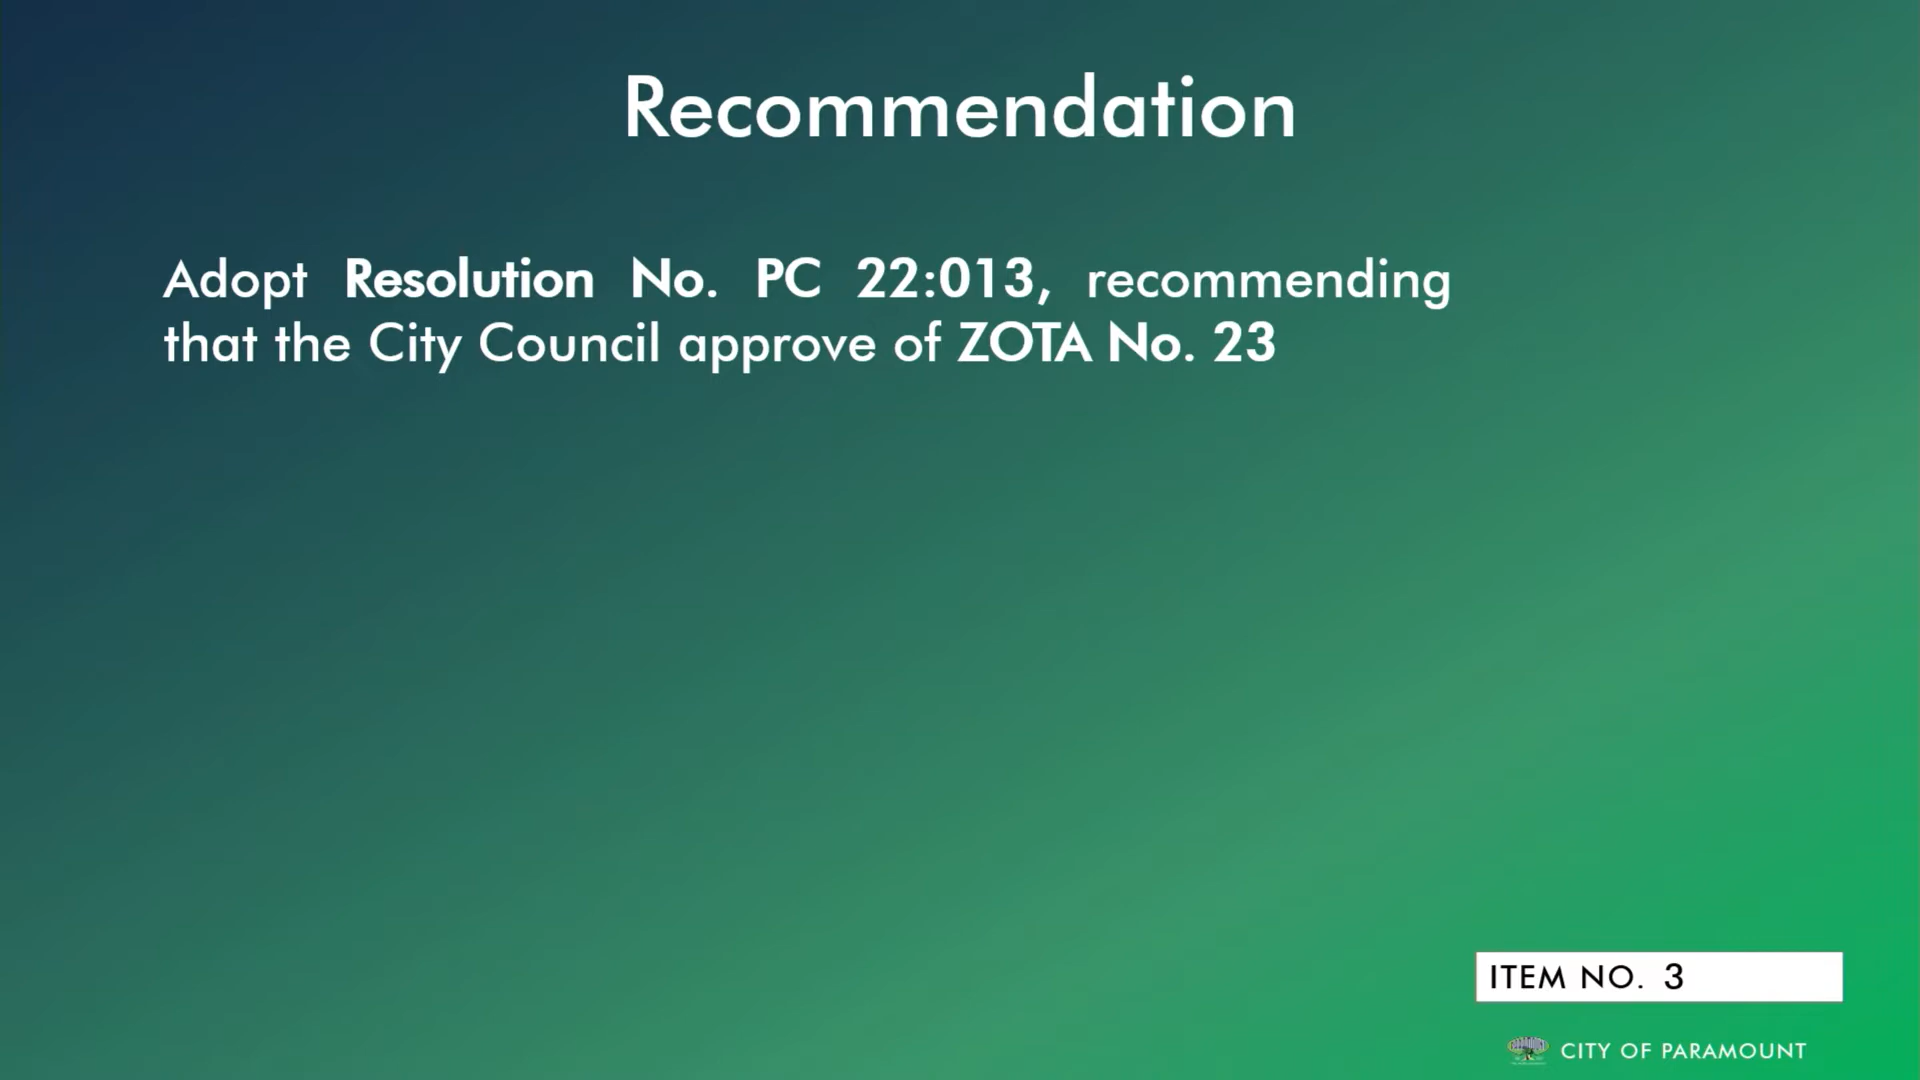 Recommendation
Adopt Resolution No. PC 22:013, recommending
that the City Council approve of ZOTA No. 23
ITEM NO. 3
CITY OF PARAMOUNT